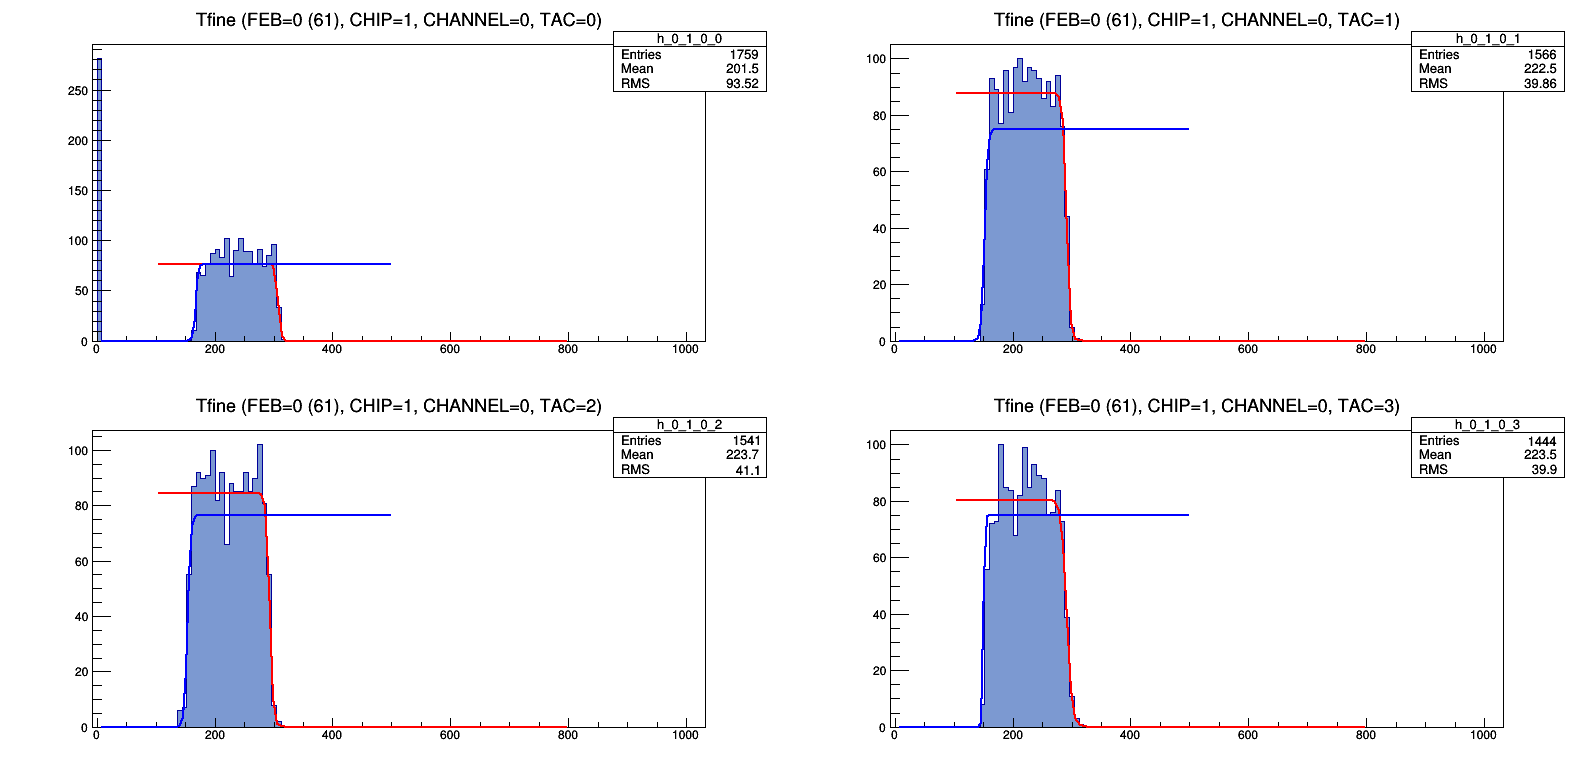 Tfine (FEB=0 (61), CHIP=1, CHANNEL=0, TAC=0)
h_0_1_0_0
Entries 1759
Mean 201.5
RMS 93.52
250
200
150
100
50
0
0 200 400 600 800 1000
Tfine (FEB=0 (61), CHIP=1, CHANNEL=0, TAC=1)
h_0_1_0_1
Entries 1566
Mean 222.5
RMS 39.86
100
80
60
40
20
0
0 200 400 600 800 1000
Tfine (FEB=0 (61), CHIP=1, CHANNEL=0, TAC=2)
h_0_1_0_2
Entries 1541
Mean 223.7
RMS 41.1
100
80
60
40
20
0
0 200 400 600 800 1000
Tfine (FEB=0 (61), CHIP=1, CHANNEL=0, TAC=3)
h_0_1_0_3
Entries 1444
Mean 223.5
RMS 39.9
100
80
60
40
20
0
0 200 400 600 800 1000